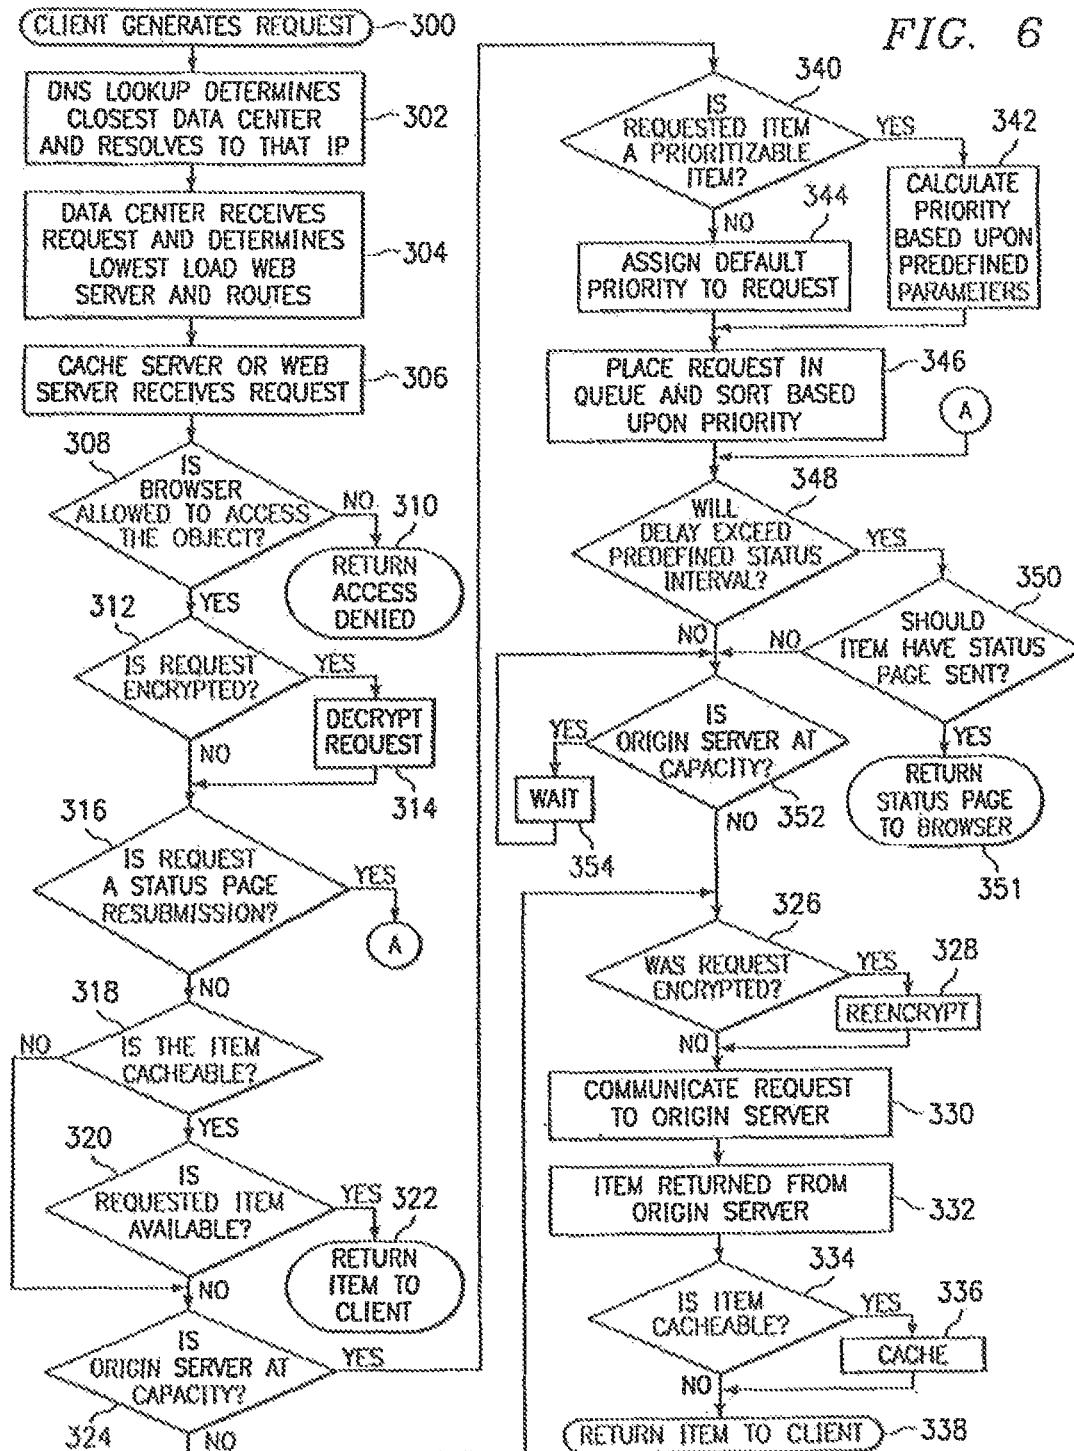 FIG. 6
CLIENT GENERATES REQUEST
300
DNS LOOKUP DETERMINES
CLOSEST DATA CENTER
AND RESOLVES TO THAT IP
302
DATA CENTER RECEIVES
REQUEST AND DETERMINES
LOWEST LOAD WEB
SERVER AND ROUTES
304
CACHE SERVER OR WEB
SERVER RECEIVES REQUEST
306
308
IS
BROWSER
ALLOWED TO ACCESS
THE OBJECT?
NO
310
RETURN
ACCESS
DENIED
YES
312
IS REQUEST
ENCRYPTED?
YES
DECRYPT
REQUEST
314
NO
316
IS REQUEST
A STATUS PAGE
RESUBMISSION?
YES
A
NO
318
NO
IS THE ITEM
CACHEABLE?
YES
320
IS
REQUESTED ITEM
AVAILABLE?
YES
322
RETURN
ITEM TO
CLIENT
NO
IS
ORIGIN SERVER AT
CAPACITY?
YES
324
NO
340
IS
REQUESTED ITEM
A PRIORITIZABLE
ITEM?
YES
342
CALCULATE
PRIORITY
BASED UPON
PREDEFINED
PARAMETERS
NO
344
ASSIGN DEFAULT
PRIORITY TO REQUEST
PLACE REQUEST IN
QUEUE AND SORT BASED
UPON PRIORITY
346
A
348
WILL
DELAY EXCEED
PREDEFINED STATUS
INTERVAL?
YES
350
SHOULD
ITEM HAVE STATUS
PAGE SENT?
NO
NO
YES
RETURN
STATUS PAGE
TO BROWSER
351
IS
ORIGIN SERVER AT
CAPACITY?
352
YES
WAIT
354
NO
326
WAS REQUEST
ENCRYPTED?
YES
328
REENCRYPT
NO
COMMUNICATE REQUEST
TO ORIGIN SERVER
330
ITEM RETURNED FROM
ORIGIN SERVER
332
334
IS ITEM
CACHEABLE?
YES
336
CACHE
NO
RETURN ITEM TO CLIENT
338